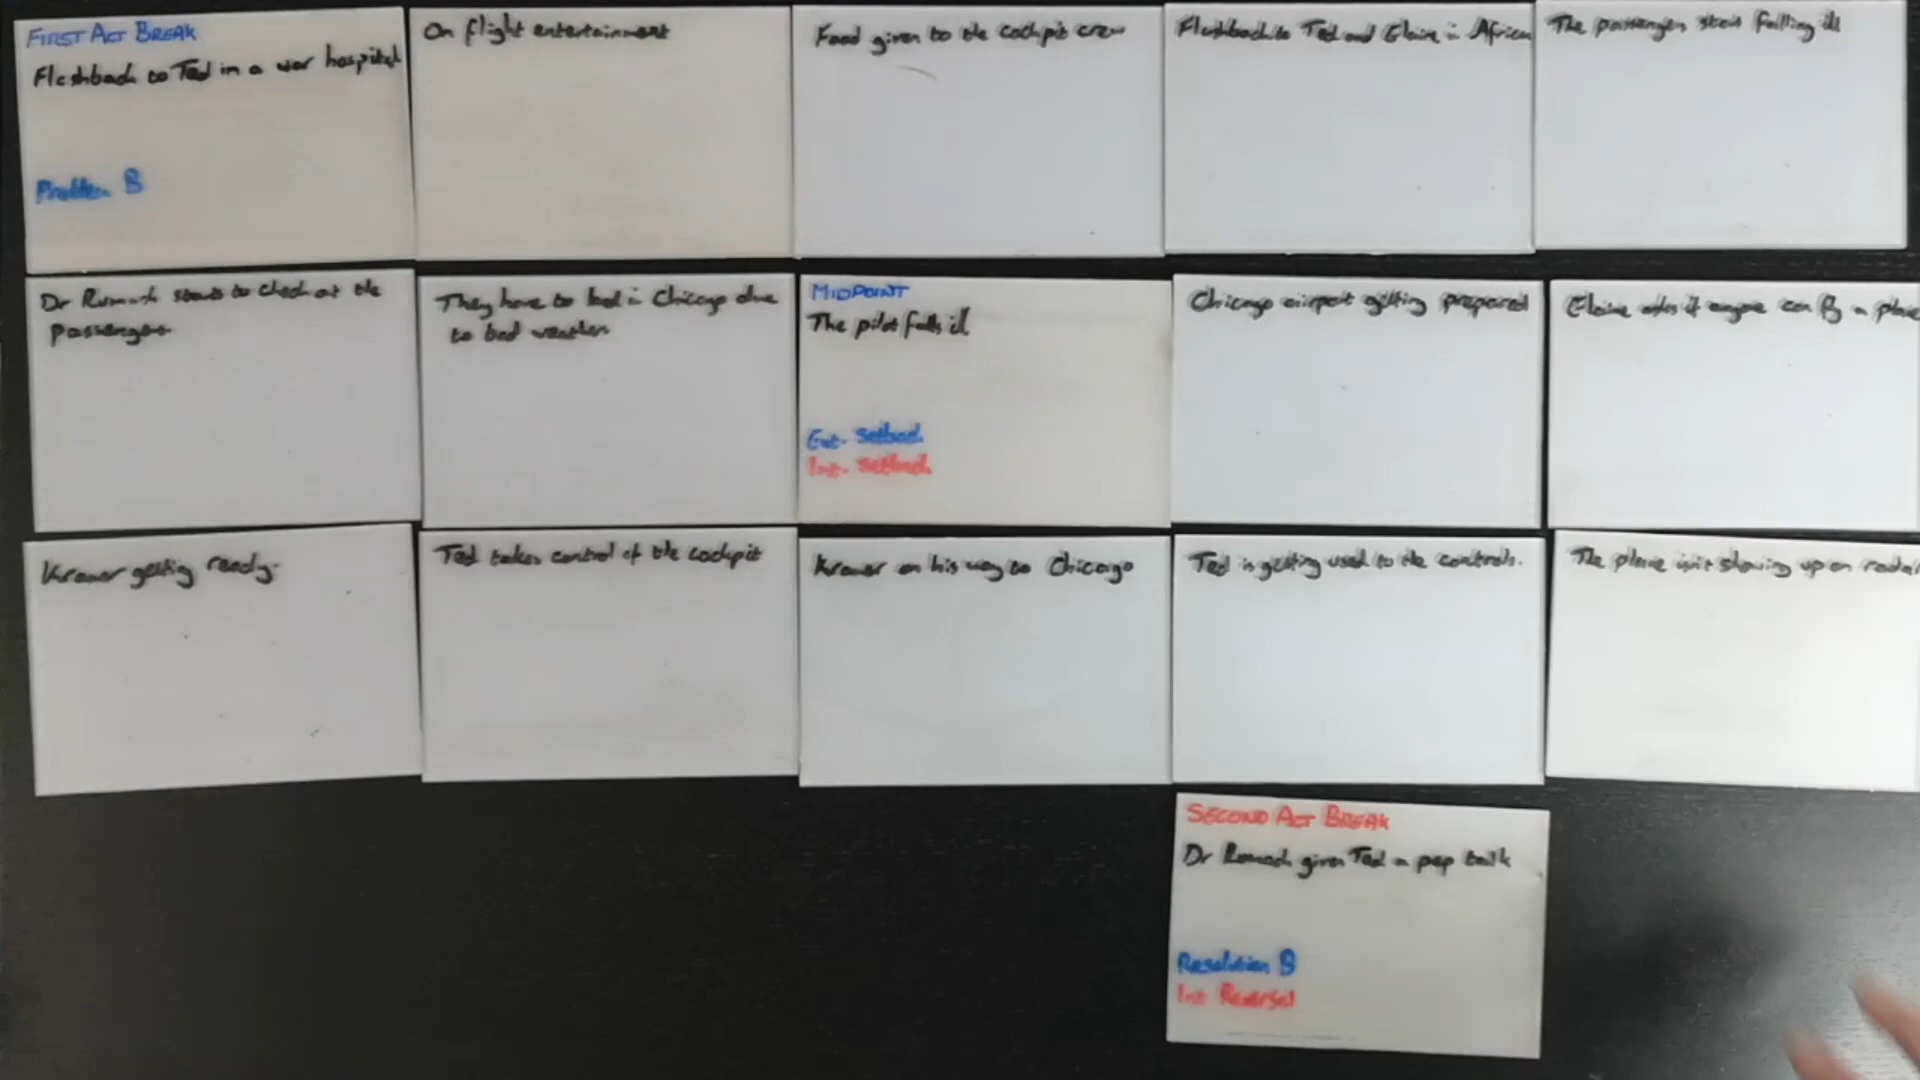 FIRST ACT BREAK
Flashback to Ted in a war hospital
Problem B
On flight entertainment
Food given to the cockpit crew
Flashback to Ted and Elaine in Africa
The passengers start falling ill
Dr Rumack starts to check at the
passengers
They have to land in Chicago due
to bad weather
MIDPOINT
The pilot falls ill
Ext. setback
Int. setback
Chicago airport getting prepared
Elaine asks if anyone can fly a plane
Kramer getting ready.
Ted takes control of the cockpit
Kramer on his way to Chicago
Ted is getting used to the controls.
The plane isn't showing up on radar
SECOND ACT BREAK
Dr Rumack gives Ted a pep talk
Resolution B
Int Reversal